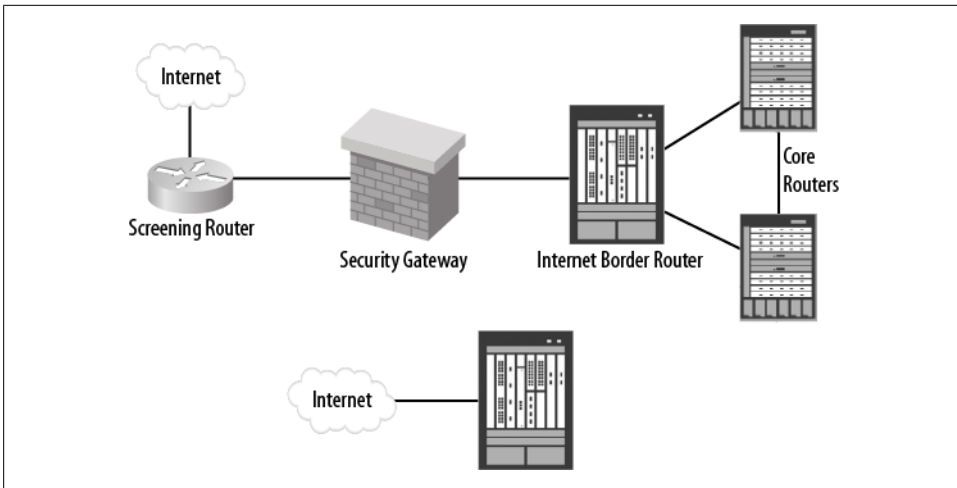 Internet
Core
Routers
Screening Router
Security Gateway
Internet Border Router
Internet